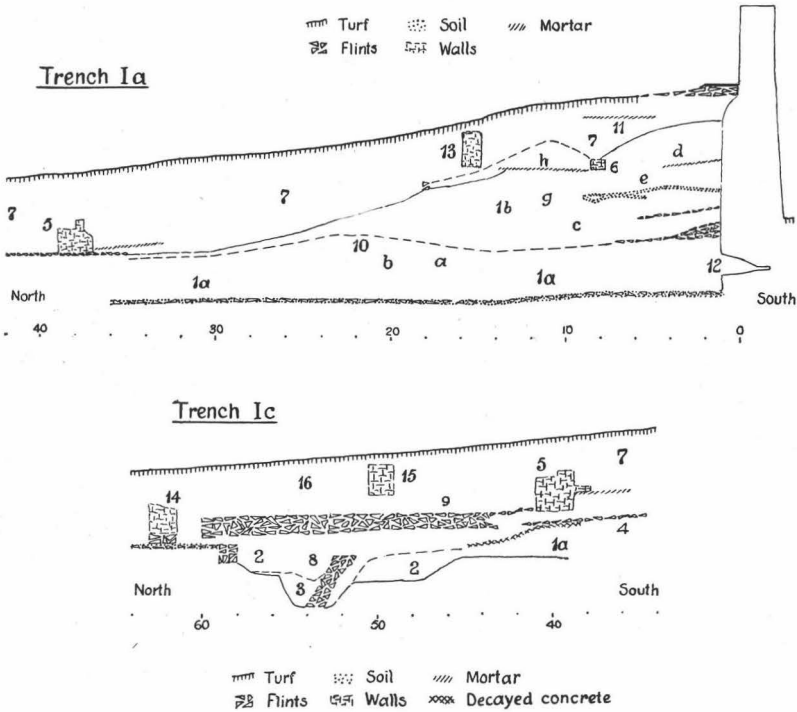 Turf Soil Mortar
Flints Walls
Trench Ia
11
13 7
h 6 d
7 7 e
5 1b g
c
10
b a 12
1a 1a
North South
40 30 20 10 0
Trench Ic
5 7
16 15
14
9
4
2 8 1a
3 2
North South
60 50 40
Turf Soil Mortar
Flints Walls Decayed concrete